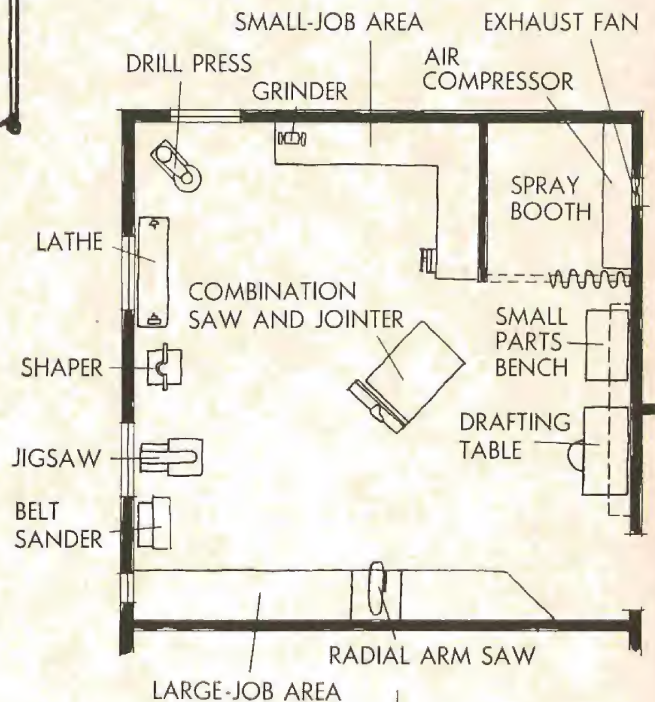 SMALL-JOB AREA
EXHAUST FAN
DRILL PRESS
AIR
COMPRESSOR
GRINDER
SPRAY
BOOTH
LATHE
COMBINATION
SAW AND JOINTER
SMALL
PARTS
BENCH
SHAPER
DRAFTING
TABLE
JIGSAW
BELT
SANDER
RADIAL ARM SAW
LARGE-JOB AREA